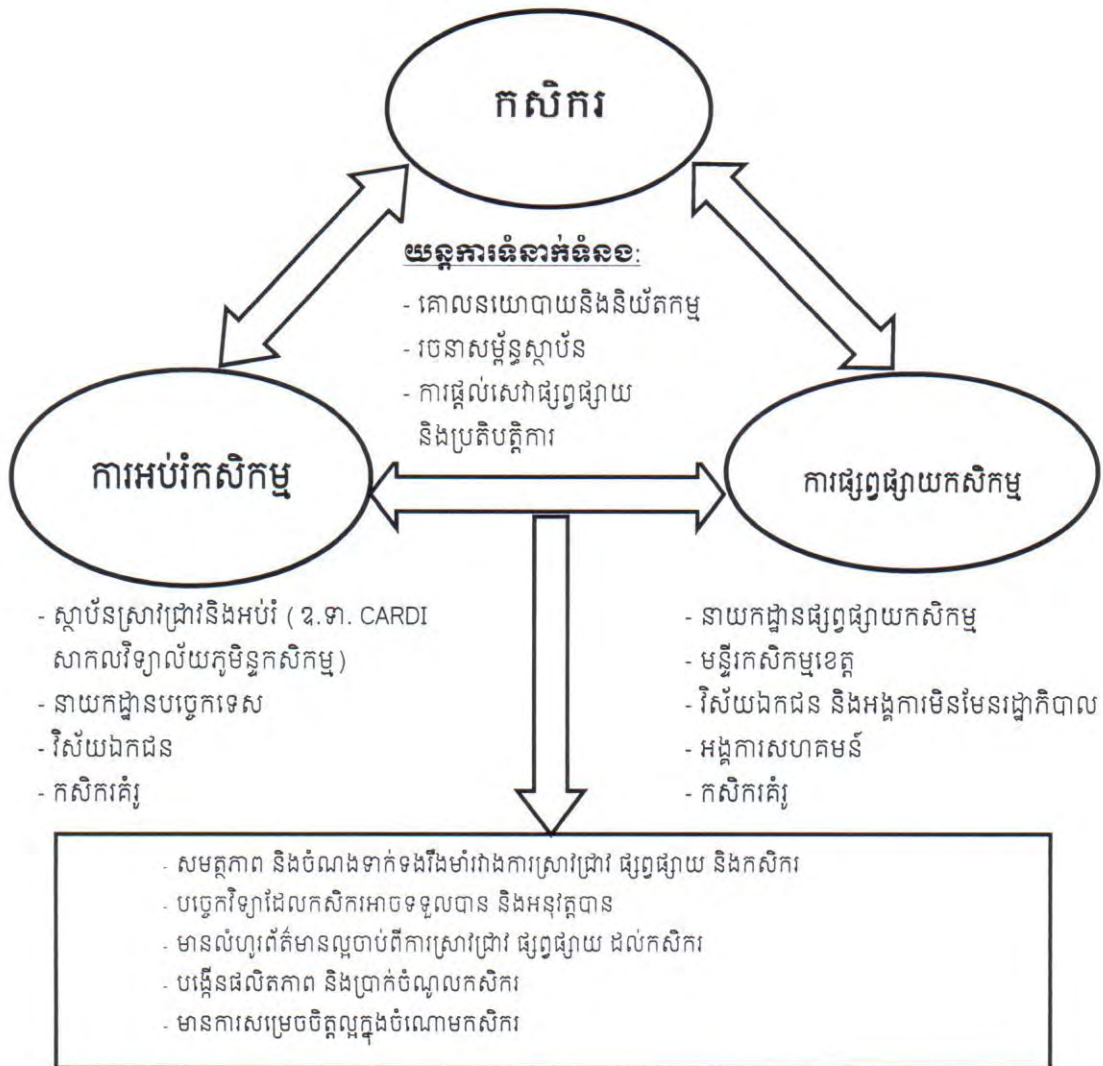 កសិករ
យន្តការទំនាក់ទំនង:
- គោលនយោបាយនិងនិយ័តកម្ម
- រចនាសម្ព័ន្ធស្ថាប័ន
- ការផ្តល់សេវាផ្សព្វផ្សាយ
និងប្រតិបត្តិការ
ការអប់រំកសិកម្ម
ការផ្សព្វផ្សាយកសិកម្ម
- ស្ថាប័នស្រាវជ្រាវនិងអប់រំ ( ឧ.ទា. CARDI
សាកលវិទ្យាល័យភូមិន្ទកសិកម្ម)
- នាយកដ្ឋានបច្ចេកទេស
- វិស័យឯកជន
- កសិករគំរូ
- នាយកដ្ឋានផ្សព្វផ្សាយកសិកម្ម
- មន្ទីរកសិកម្មខេត្ត
- វិស័យឯកជន និងអង្គការមិនមែនរដ្ឋាភិបាល
- អង្គការសហគមន៍
- កសិករគំរូ
- សមត្ថភាព និងចំណងទាក់ទងរឹងមាំរវាងការស្រាវជ្រាវ ផ្សព្វផ្សាយ និងកសិករ
- បច្ចេកវិទ្យាដែលកសិករអាចទទួលបាន និងអនុវត្តបាន
- មានលំហូរព័ត៌មានល្អចាប់ពីការស្រាវជ្រាវ ផ្សព្វផ្សាយ ដល់កសិករ
- បង្កើនផលិតភាព និងប្រាក់ចំណូលកសិករ
- មានការសម្រេចចិត្តល្អក្នុងចំណោមកសិករ